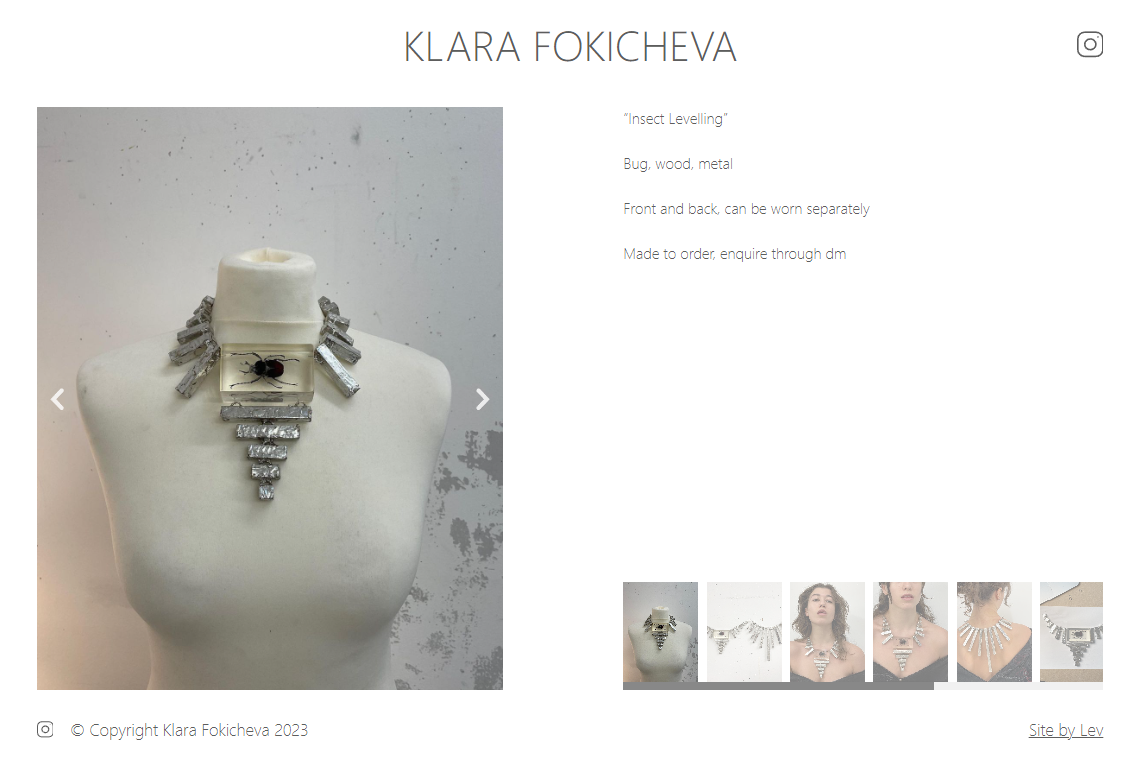 KLARA FOKICHEVA
"Insect Levelling"
Bug, wood, metal
Front and back, can be worn separately
Made to order, enquire through dm
© Copyright Klara Fokicheva 2023
Site by Lev